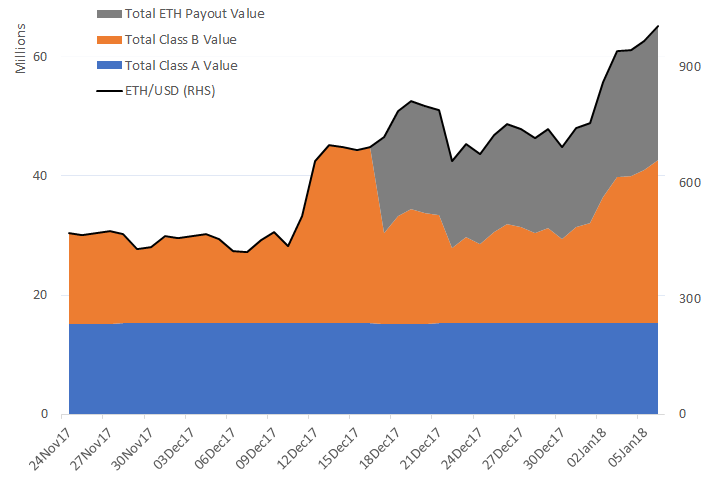 Millions
Total ETH Payout Value
Total Class B Value
Total Class A Value
ETH/USD (RHS)
60
40
20
0
900
600
300
0
24Nov17
27Nov17
30Nov17
03Dec17
06Dec17
09Dec17
12Dec17
15Dec17
18Dec17
21Dec17
24Dec17
27Dec17
30Dec17
02Jan18
05Jan18